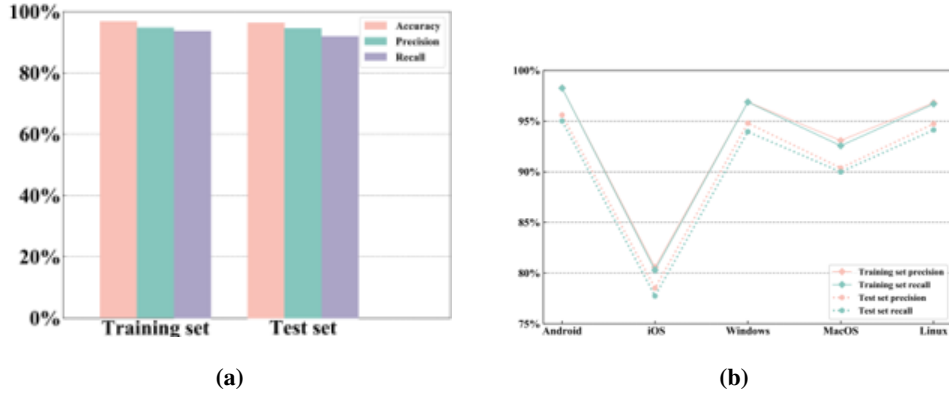 100%
80%
60%
40%
20%
0%
Accuracy
Precision
Recall
Training set
Test set
(a)
100%
95%
90%
85%
80%
75%
Training set precision
Training set recall
Test set precision
Test set recall
Android
iOS
Windows
MacOS
Linux
(b)